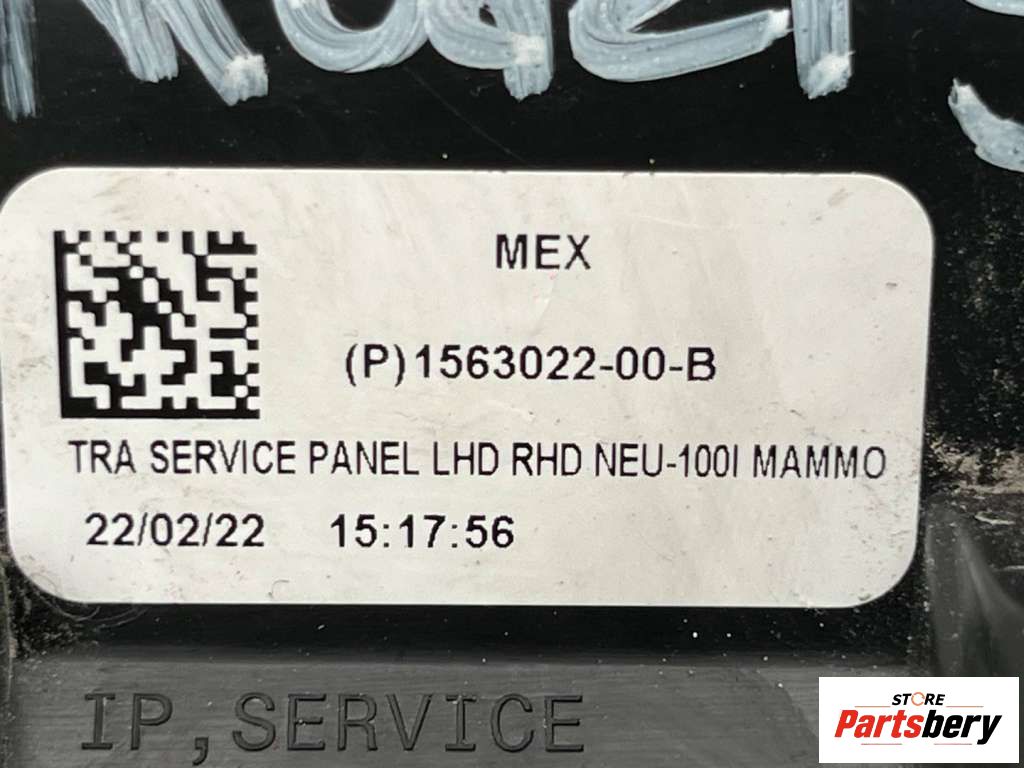 MEX
(P)1563022-00-B
TRA SERVICE PANEL LHD RHD NEU-100I MAMMO
22/02/22 15:17:56
IP, SERVICE
STORE
Partsbery